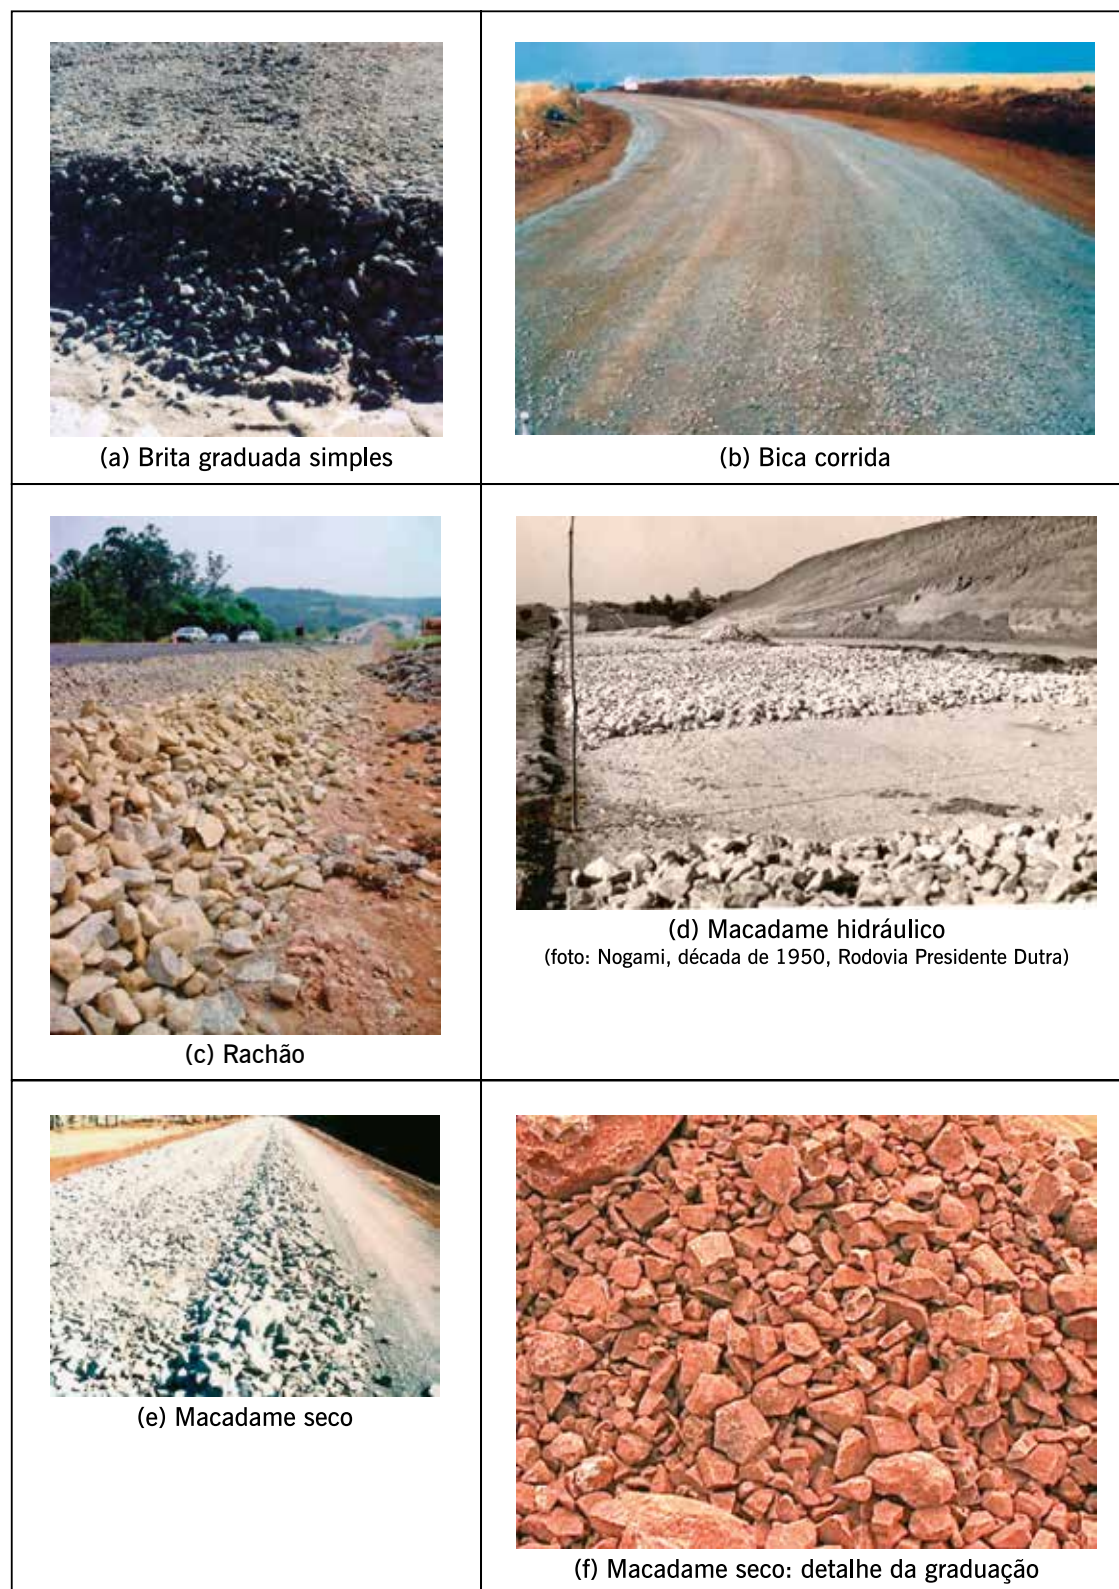 (a) Brita graduada simples
(b) Bica corrida
(c) Rachão
(d) Macadame hidráulico
(foto: Nogami, década de 1950, Rodovia Presidente Dutra)
(e) Macadame seco
(f) Macadame seco: detalhe da graduação